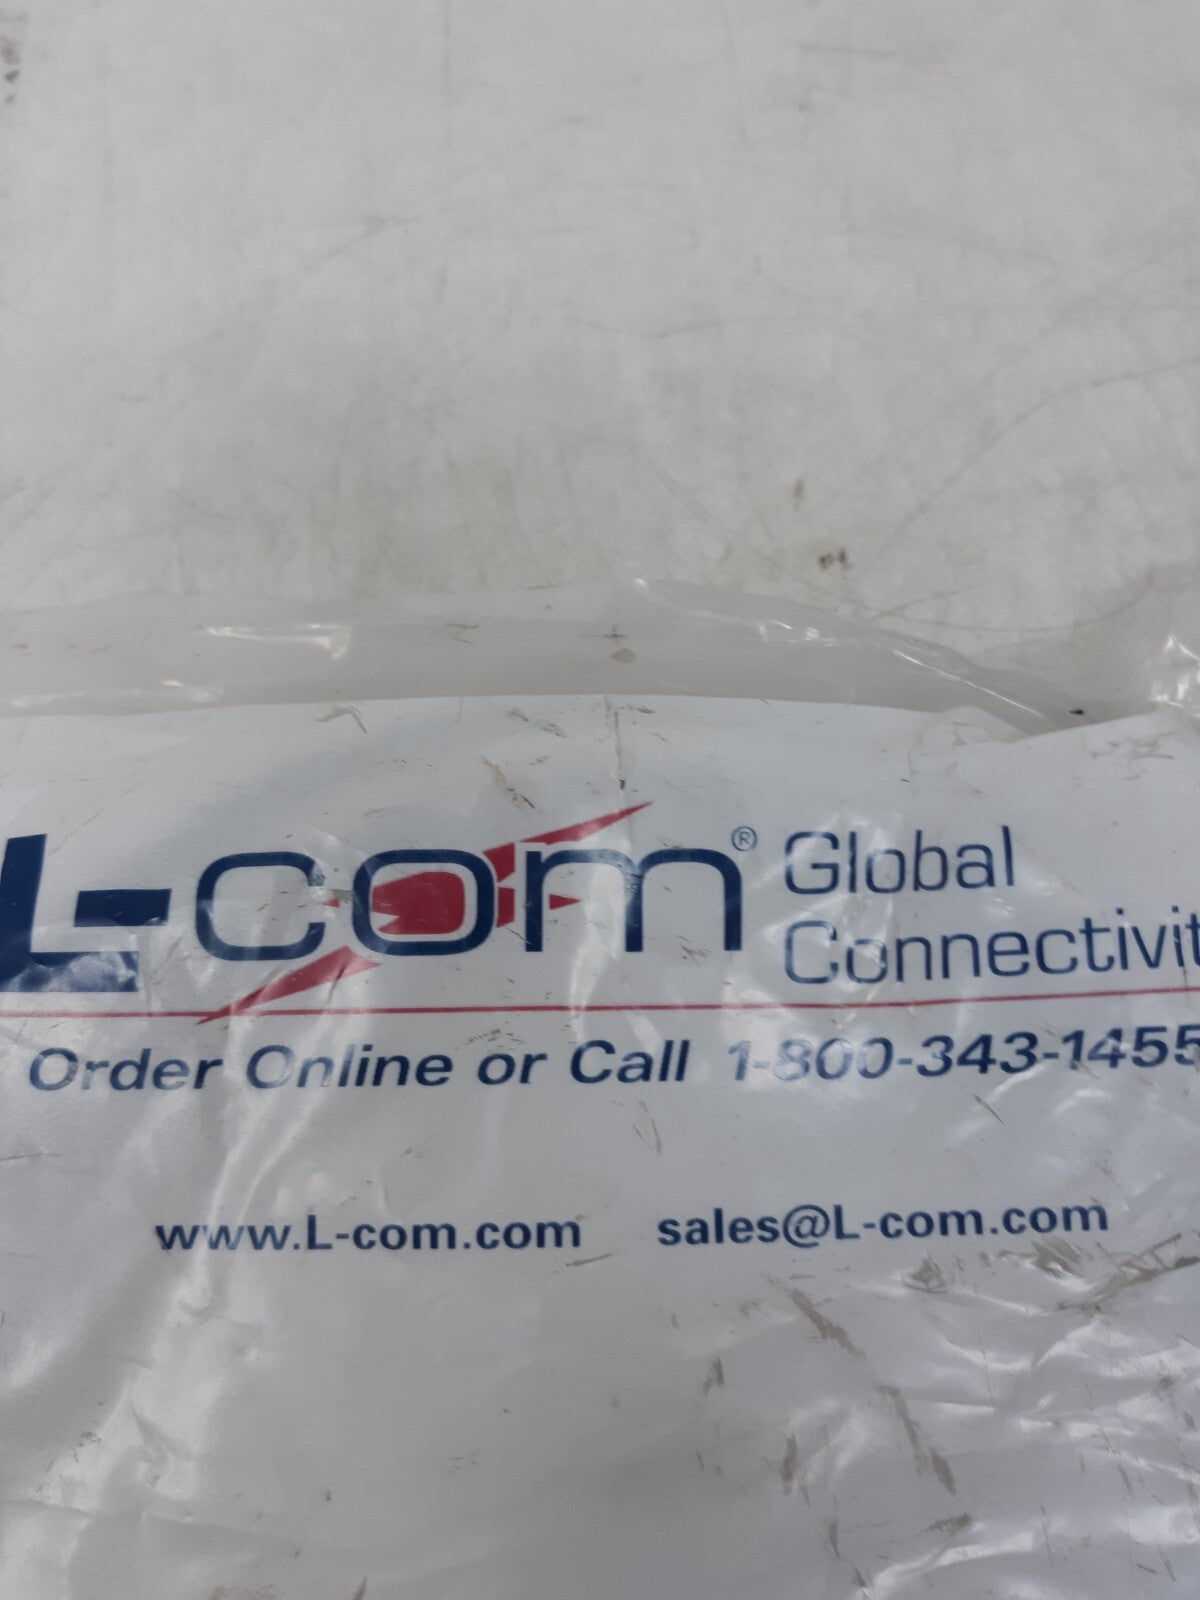 L-com® Global
Connectivit
Order Online or Call 1-800-343-1455
www.L-com.com sales@L-com.com